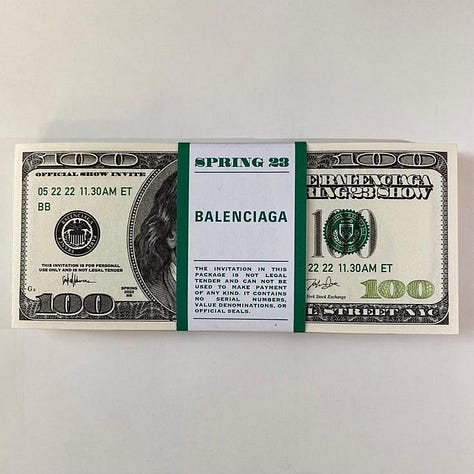 100
100
OFFICIAL SHOW INVITE
05 22 22 11.30AM ET
BB
BALENCIAGA
THIS INVITATION IS FOR PERSONAL
USE ONLY AND IS NOT LEGAL TENDER
SPRING
2023
BB
100
SPRING 23
BALENCIAGA
THE INVITATION IN THIS
PACKAGE IS NOT LEGAL
TENDER AND CAN NOT BE
USED TO MAKE PAYMENT
OF ANY KIND. IT CONTAINS
NO SERIAL NUMBERS,
VALUE DENOMINATIONS, OR
OFFICIAL SEALS.
E BALENCIAGA
ING 23 SHOW
100
22 22 11.30AM ET
York Stock Exchange
100
L STREET NYC